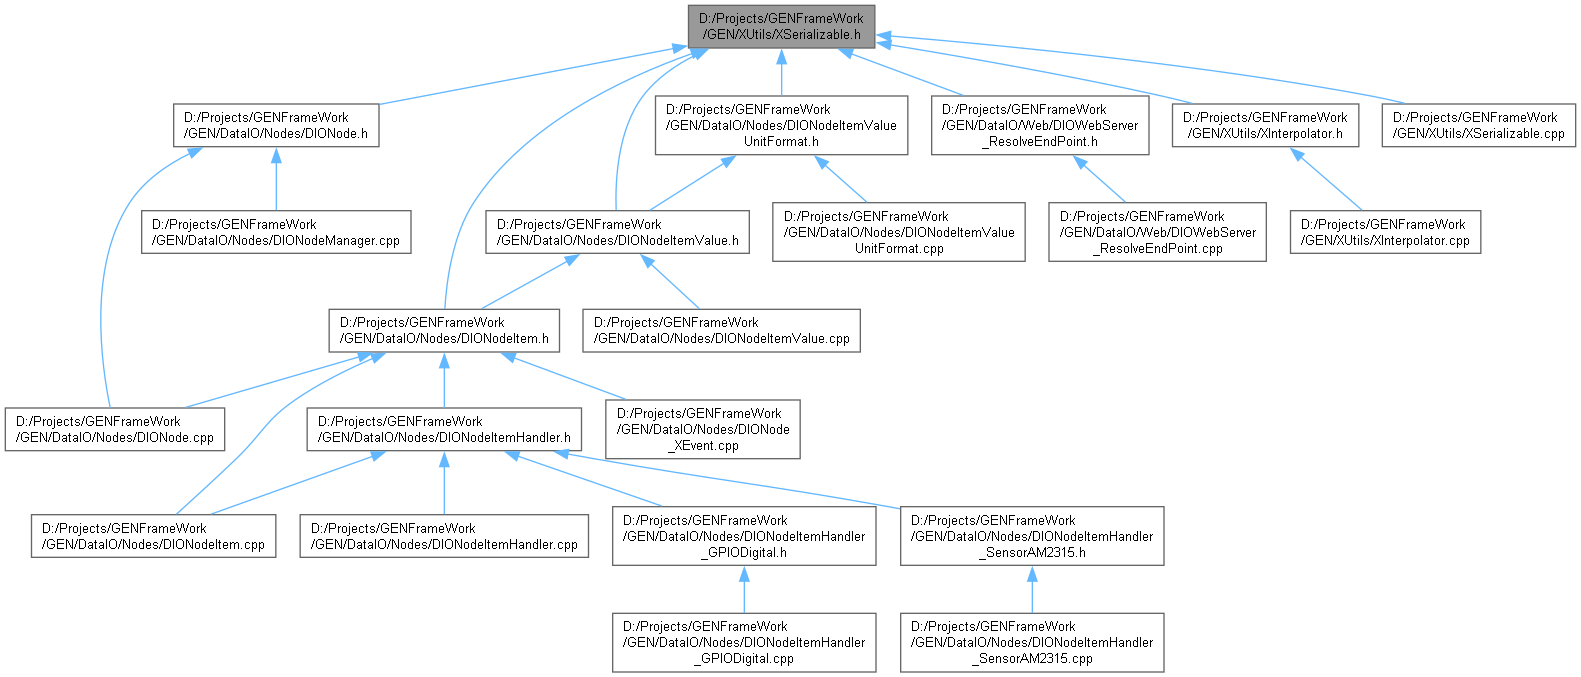 D:/Projects/GENFrameWork
/GEN/XUtils/XSerializable.h
D:/Projects/GENFrameWork
/GEN/DataIO/Nodes/DIONode.h
D:/Projects/GENFrameWork
/GEN/DataIO/Nodes/DIONodeItemValue
UnitFormat.h
D:/Projects/GENFrameWork
/GEN/DataIO/Web/DIOWebServer
_ResolveEndPoint.h
D:/Projects/GENFrameWork
/GEN/XUtils/XInterpolator.h
D:/Projects/GENFrameWork
/GEN/XUtils/XSerializable.cpp
D:/Projects/GENFrameWork
/GEN/DataIO/Nodes/DIONodeManager.cpp
D:/Projects/GENFrameWork
/GEN/DataIO/Nodes/DIONodeItemValue.h
D:/Projects/GENFrameWork
/GEN/DataIO/Nodes/DIONodeItemValue
UnitFormat.cpp
D:/Projects/GENFrameWork
/GEN/DataIO/Web/DIOWebServer
_ResolveEndPoint.cpp
D:/Projects/GENFrameWork
/GEN/XUtils/XInterpolator.cpp
D:/Projects/GENFrameWork
/GEN/DataIO/Nodes/DIONodeItem.h
D:/Projects/GENFrameWork
/GEN/DataIO/Nodes/DIONodeItemValue.cpp
D:/Projects/GENFrameWork
/GEN/DataIO/Nodes/DIONode.cpp
D:/Projects/GENFrameWork
/GEN/DataIO/Nodes/DIONodeItemHandler.h
D:/Projects/GENFrameWork
/GEN/DataIO/Nodes/DIONode
_XEvent.cpp
D:/Projects/GENFrameWork
/GEN/DataIO/Nodes/DIONodeItem.cpp
D:/Projects/GENFrameWork
/GEN/DataIO/Nodes/DIONodeItemHandler.cpp
D:/Projects/GENFrameWork
/GEN/DataIO/Nodes/DIONodeItemHandler
_GPIODigital.h
D:/Projects/GENFrameWork
/GEN/DataIO/Nodes/DIONodeItemHandler
_SensorAM2315.h
D:/Projects/GENFrameWork
/GEN/DataIO/Nodes/DIONodeItemHandler
_GPIODigital.cpp
D:/Projects/GENFrameWork
/GEN/DataIO/Nodes/DIONodeItemHandler
_SensorAM2315.cpp